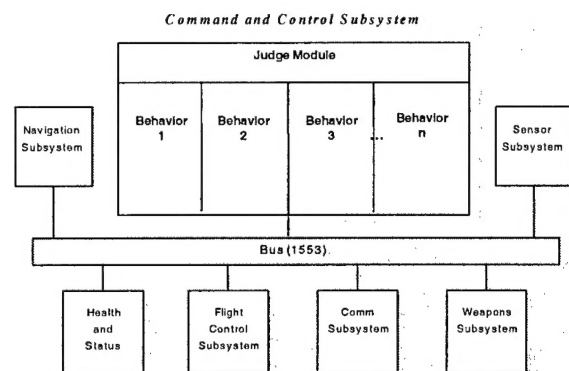 Command and Control Subsystem
Judge Module
Behavior
1
Behavior
2
Behavior
3
...
Behavior
n
Navigation
Subsystem
Sensor
Subsystem
Bus (1553).
Health
and
Status
Flight
Control
Subsystem
Comm
Subsystem
Weapons
Subsystem